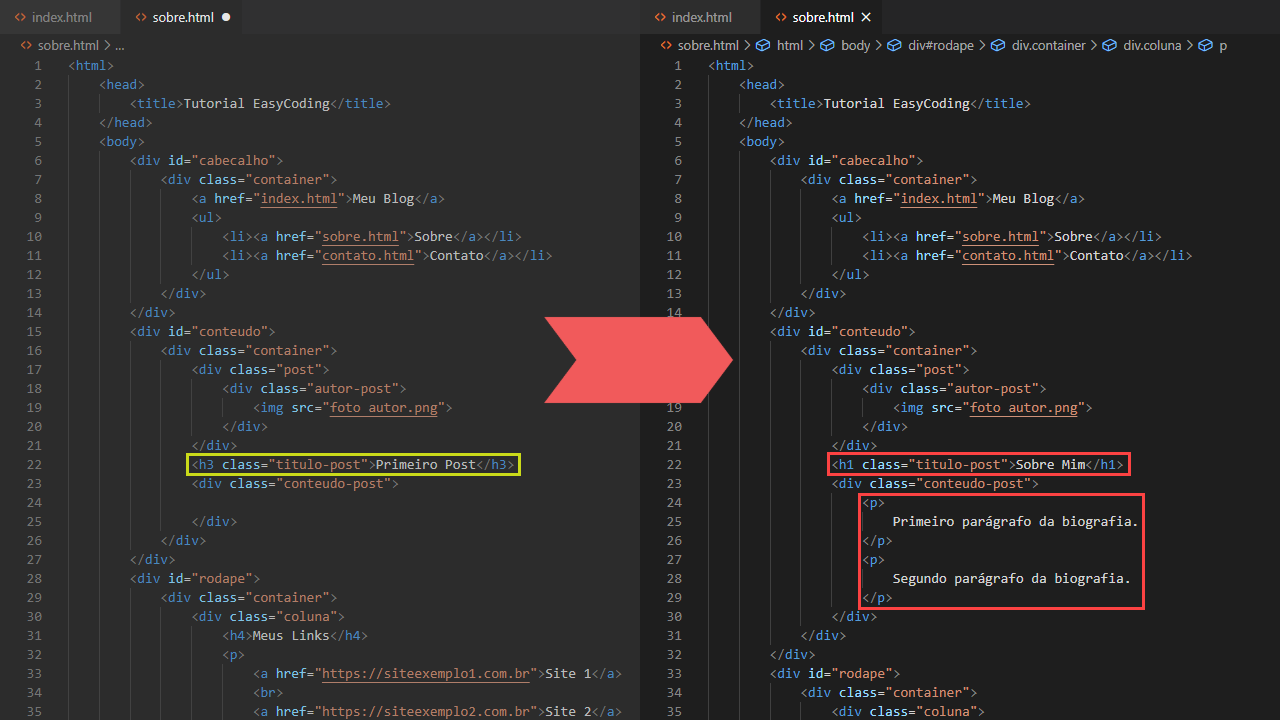 index.html
sobre.html
sobre.html > ...
1 <html>
2 <head>
3 <title>Tutorial EasyCoding</title>
4 </head>
5 <body>
6 <div id="cabecalho">
7 <div class="container">
8 <a href="index.html">Meu Blog</a>
9 <ul>
10 <li><a href="sobre.html">Sobre</a></li>
11 <li><a href="contato.html">Contato</a></li>
12 </ul>
13 </div>
14 </div>
15 <div id="conteudo">
16 <div class="container">
17 <div class="post">
18 <div class="autor-post">
19 <img src="foto autor.png">
20 </div>
21 </div>
22 <h3 class="titulo-post">Primeiro Post</h3>
23 <div class="conteudo-post">
24
25 </div>
26 </div>
27 </div>
28 <div id="rodape">
29 <div class="container">
30 <div class="coluna">
31 <h4>Meus Links</h4>
32 <p>
33 <a href="https://siteexemplo1.com.br">Site 1</a>
34 <br>
35 <a href="https://siteexemplo2.com.br">Site 2</a>
index.html
sobre.html
sobre.html > html > body > div#rodape > div.container > div.coluna > p
1 <html>
2 <head>
3 <title>Tutorial EasyCoding</title>
4 </head>
5 <body>
6 <div id="cabecalho">
7 <div class="container">
8 <a href="index.html">Meu Blog</a>
9 <ul>
10 <li><a href="sobre.html">Sobre</a></li>
11 <li><a href="contato.html">Contato</a></li>
12 </ul>
13 </div>
14 </div>
<div id="conteudo">
<div class="container">
<div class="post">
<div class="autor-post">
19 <img src="foto autor.png">
20 </div>
21 </div>
22 <h1 class="titulo-post">Sobre Mim</h1>
23 <div class="conteudo-post">
24 <p>
25 Primeiro parágrafo da biografia.
26 </p>
27 <p>
28 Segundo parágrafo da biografia.
29 </p>
30 </div>
31 </div>
32 </div>
33 <div id="rodape">
34 <div class="container">
35 <div class="coluna">